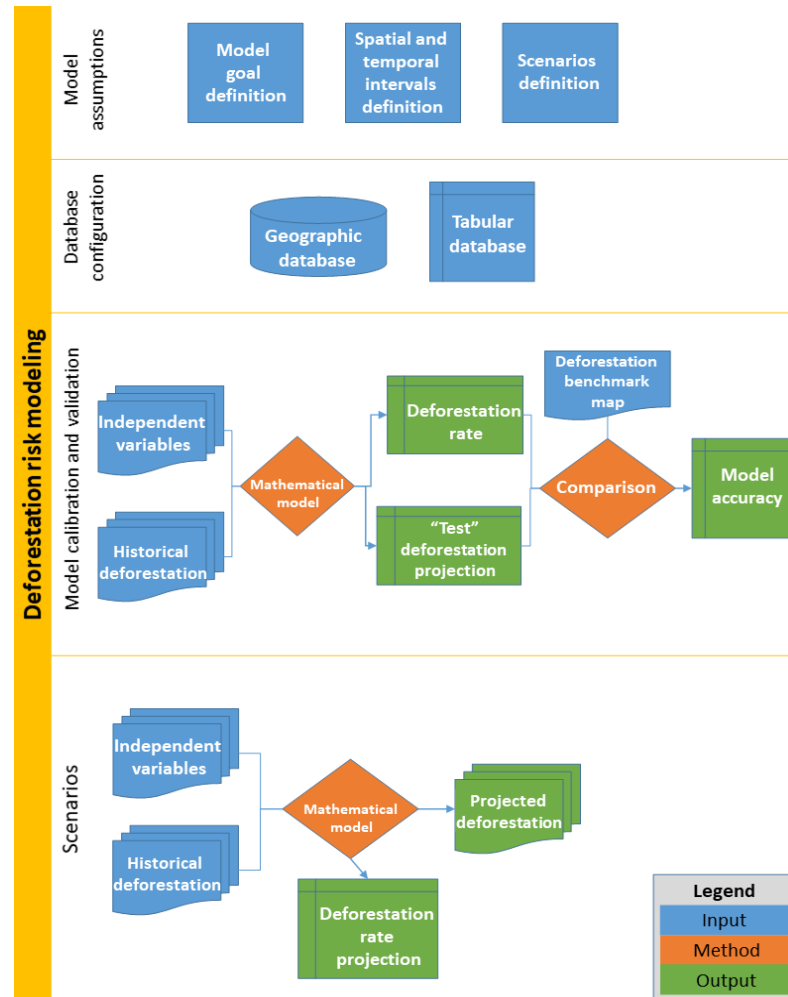 Deforestation risk modeling
Model
assumptions
Model
goal
definition
Spatial and
temporal
intervals
definition
Scenarios
definition
Database
configuration
Geographic
database
Tabular
database
Model calibration and validation
Independent
variables
Historical
deforestation
Mathematical
model
Deforestation
rate
“Test”
deforestation
projection
Deforestation
benchmark
map
Comparison
Model
accuracy
Scenarios
Independent
variables
Historical
deforestation
Mathematical
model
Projected
deforestation
Deforestation
rate
projection
Legend
Input
Method
Output